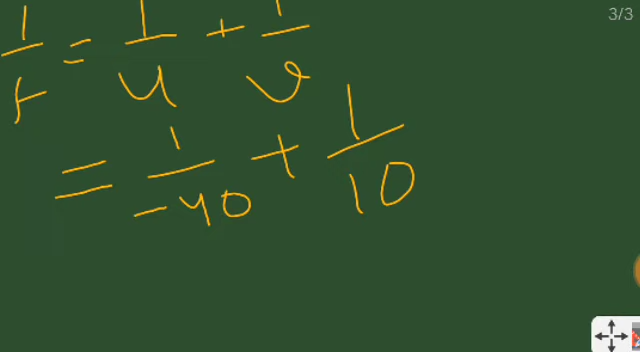 3/3
1/f = 1/u + 1/v
= 1/-40 + 1/10